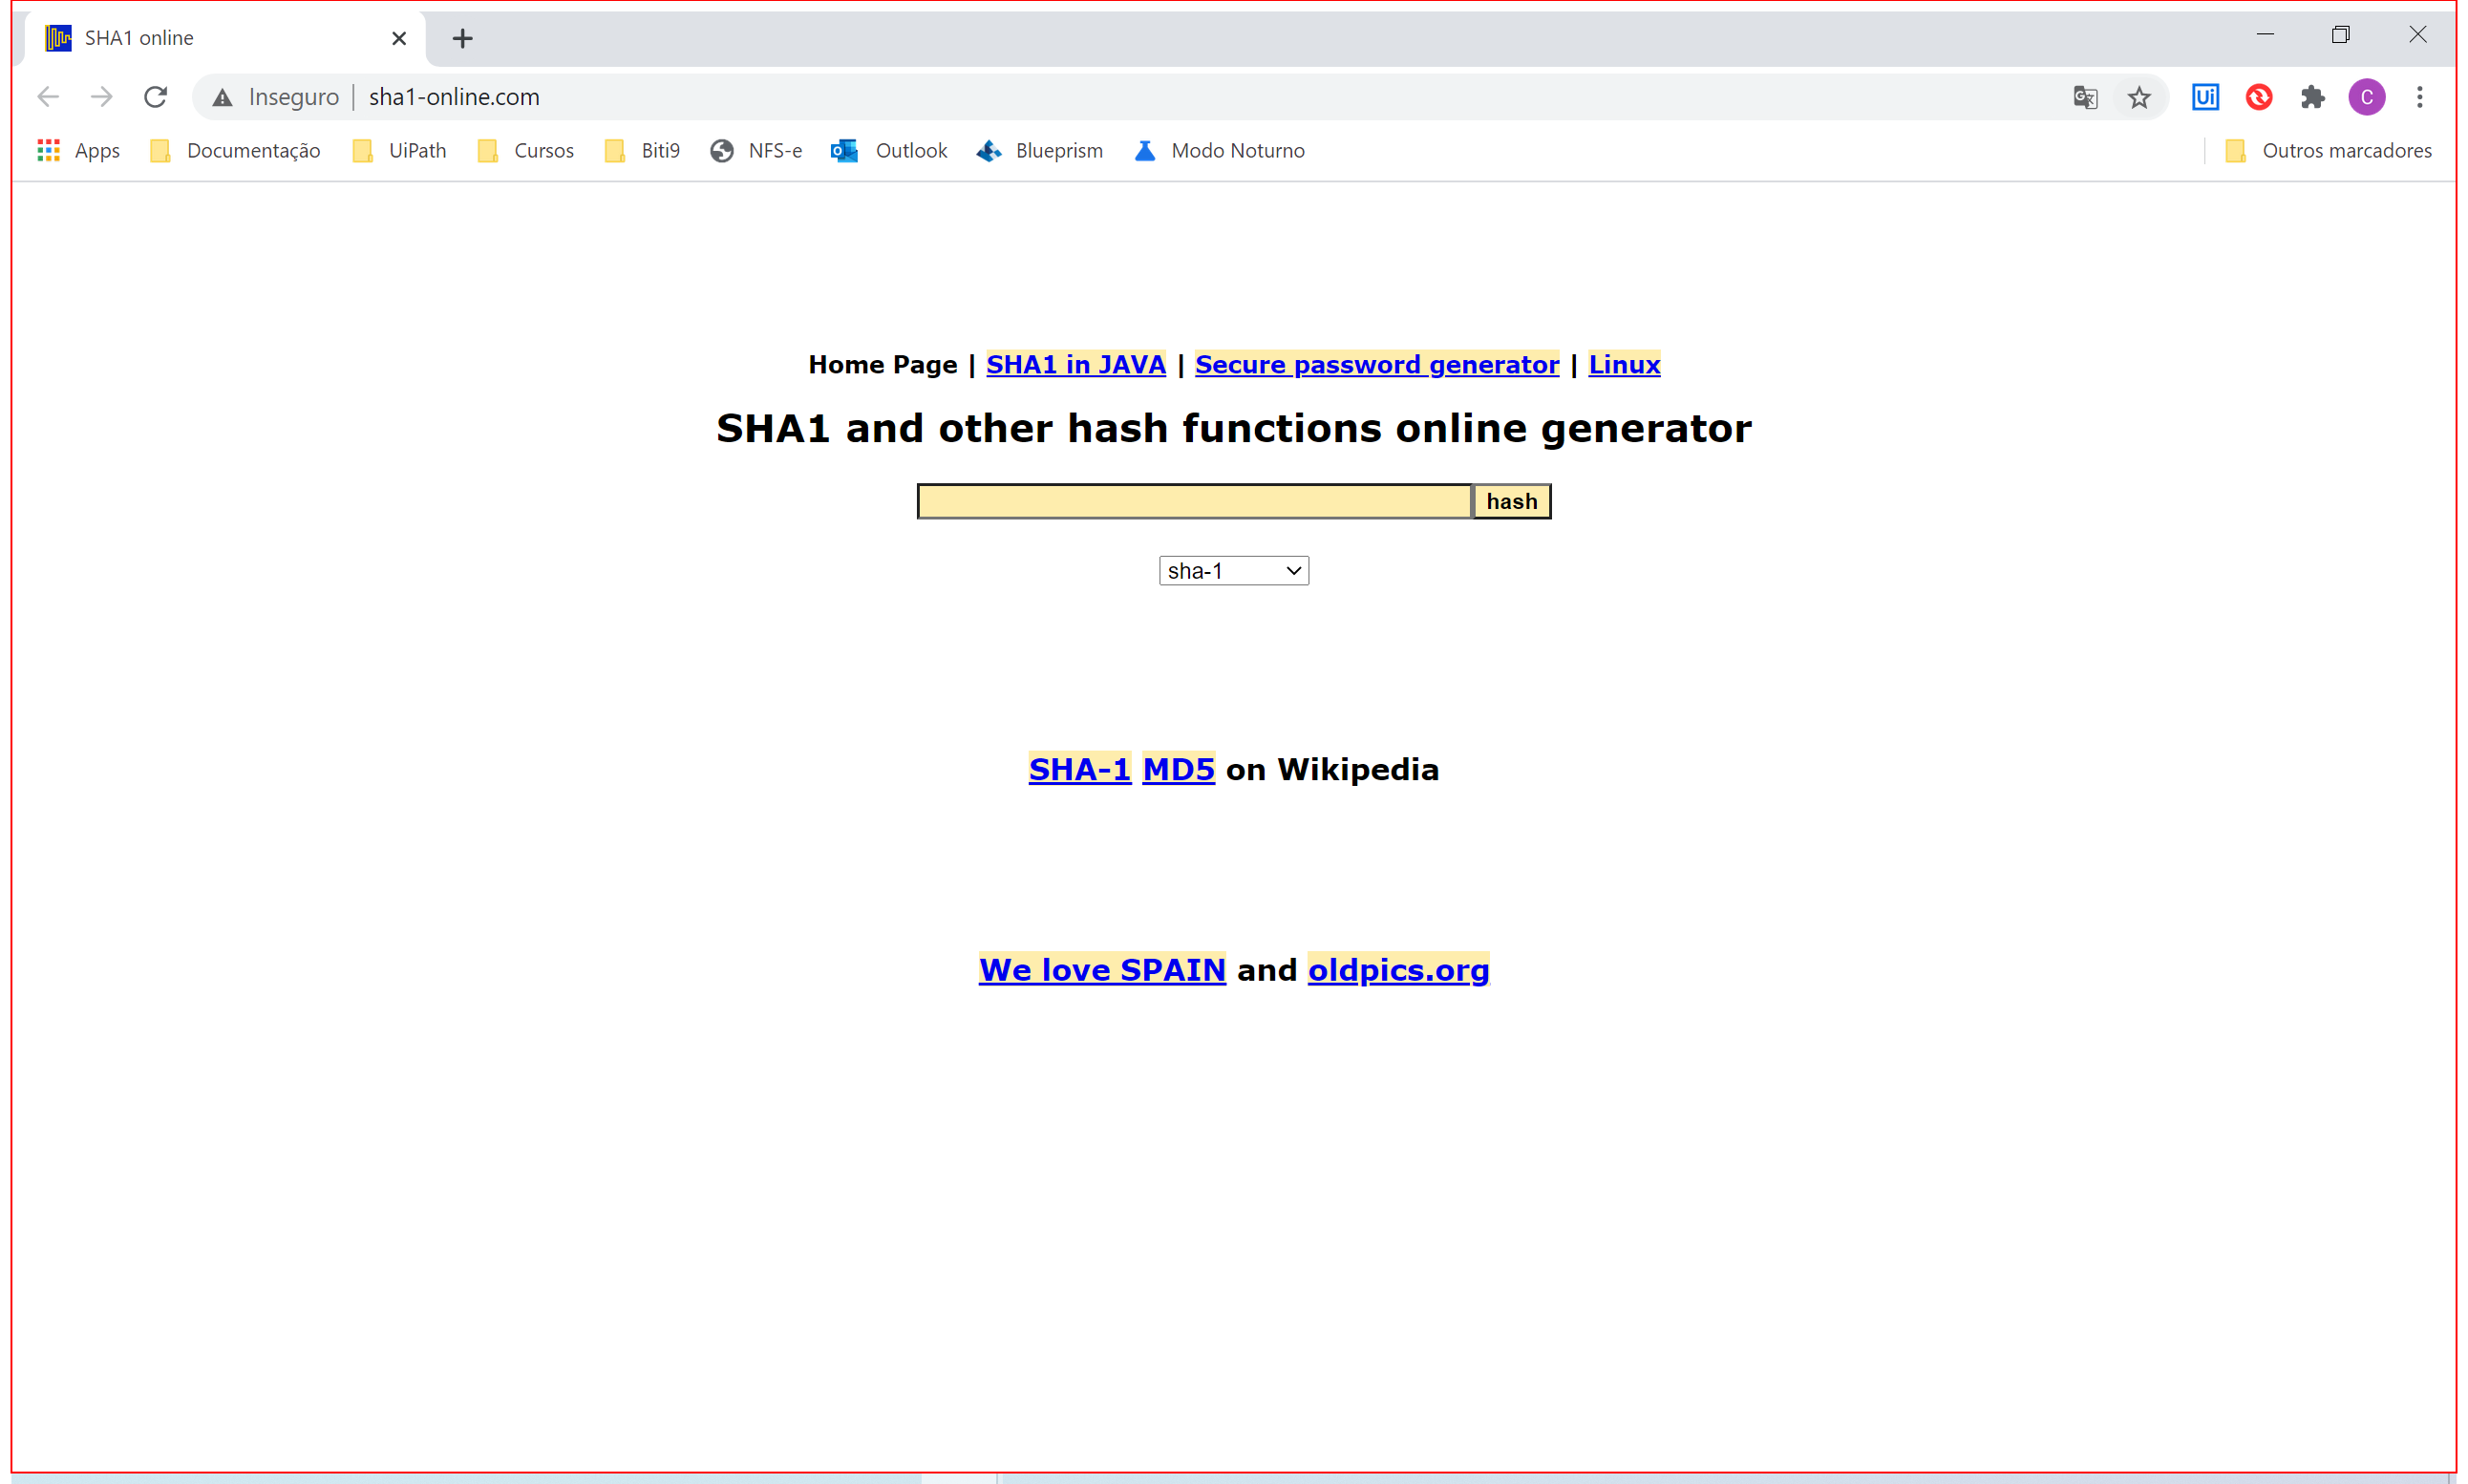 SHA1 online
Inseguro | sha1-online.com
Ui
C
Apps Documentação UiPath Cursos Biti9 NFS-e Outlook Blueprism Modo Noturno Outros marcadores
Home Page | SHA1 in JAVA | Secure password generator | Linux
SHA1 and other hash functions online generator
hash
sha-1
SHA-1 MD5 on Wikipedia
We love SPAIN and oldpics.org